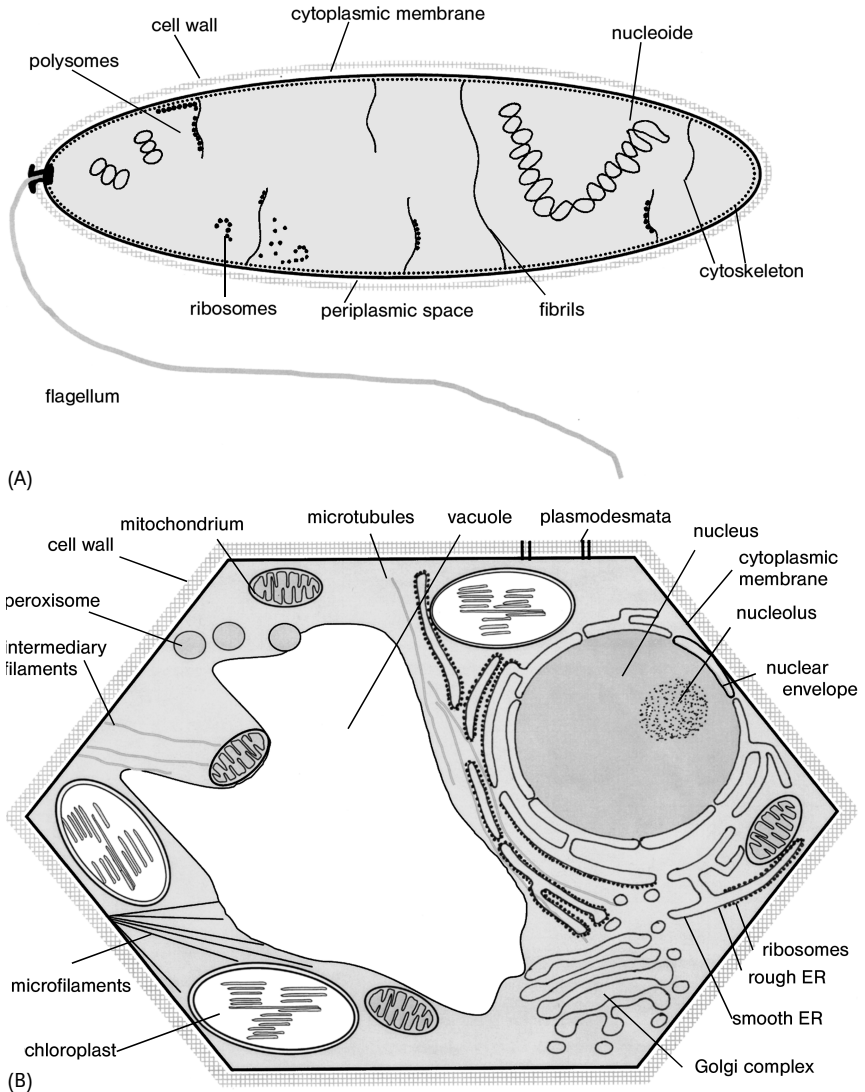 cytoplasmic membrane
cell wall
nucleoide
polysomes
cytoskeleton
ribosomes
periplasmic space
fibrils
flagellum
(A)
microtubules
vacuole
plasmodesmata
mitochondrium
nucleus
cell wall
cytoplasmic
membrane
peroxisome
nucleolus
intermediary
filaments
nuclear
envelope
ribosomes
rough ER
microfilaments
smooth ER
chloroplast
Golgi complex
(B)